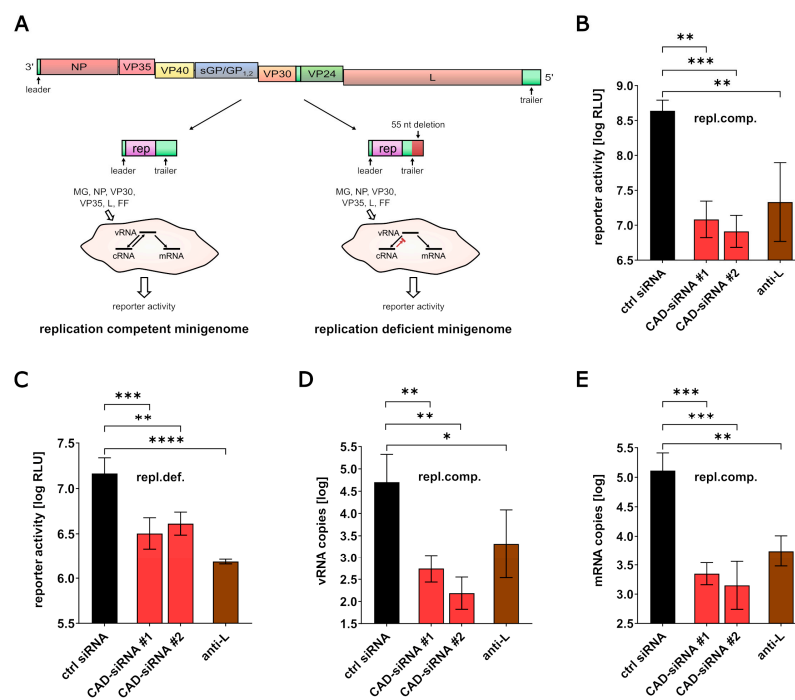 A
3'
NP
VP35
VP40
sGP/GP1,2
VP30
VP24
L
5'
leader
trailer
55 nt deletion
rep
leader
trailer
rep
leader
trailer
MG, NP, VP30,
VP35, L, FF
vRNA
cRNA
mRNA
reporter activity
replication competent minigenome
MG, NP, VP30,
VP35, L, FF
vRNA
cRNA
mRNA
reporter activity
replication deficient minigenome
B
**
***
**
repl.comp.
reporter activity [log RLU]
9.0
8.5
8.0
7.5
7.0
6.5
ctrl siRNA
CAD-siRNA #1
CAD-siRNA #2
anti-L
C
***
**
****
repl.def.
reporter activity [log RLU]
7.5
7.0
6.5
6.0
5.5
ctrl siRNA
CAD-siRNA #1
CAD-siRNA #2
anti-L
D
**
**
*
repl.comp.
vRNA copies [log]
5.5
5.0
4.5
4.0
3.5
3.0
2.5
2.0
1.5
ctrl siRNA
CAD-siRNA #1
CAD-siRNA #2
anti-L
E
***
***
**
repl.comp.
mRNA copies [log]
5.5
5.0
4.5
4.0
3.5
3.0
2.5
ctrl siRNA
CAD-siRNA #1
CAD-siRNA #2
anti-L